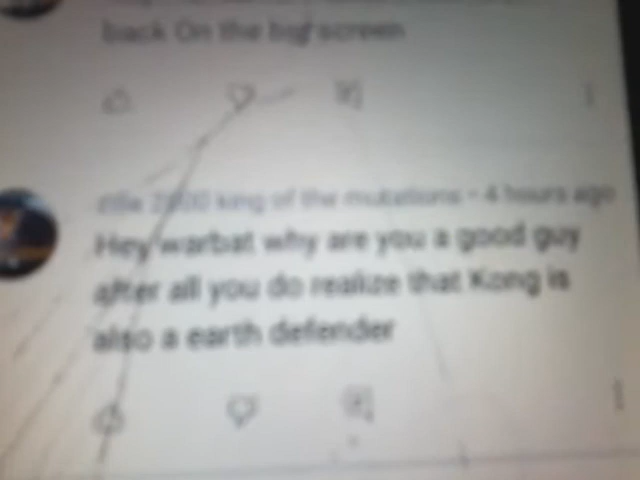 back On the big screen
2800 king of the mutations • 4 hours ago
Hey warbat why are you a good guy
after all you do realize that Kong is
also a earth defender